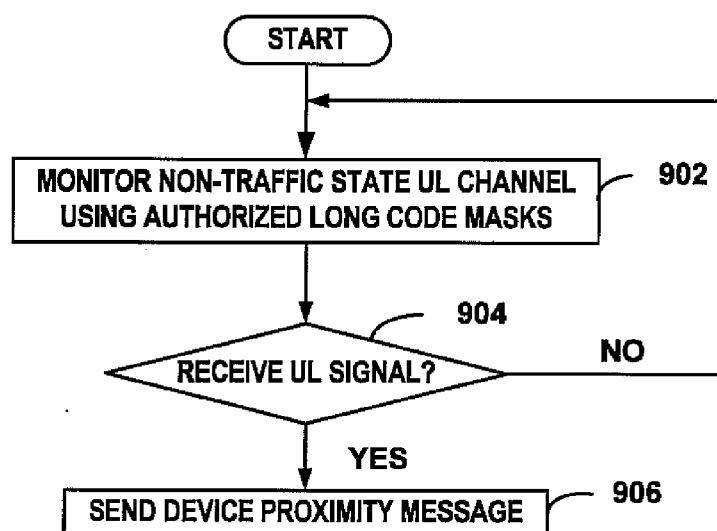 START
MONITOR NON-TRAFFIC STATE UL CHANNEL
USING AUTHORIZED LONG CODE MASKS
902
904
RECEIVE UL SIGNAL?
NO
YES
SEND DEVICE PROXIMITY MESSAGE
906